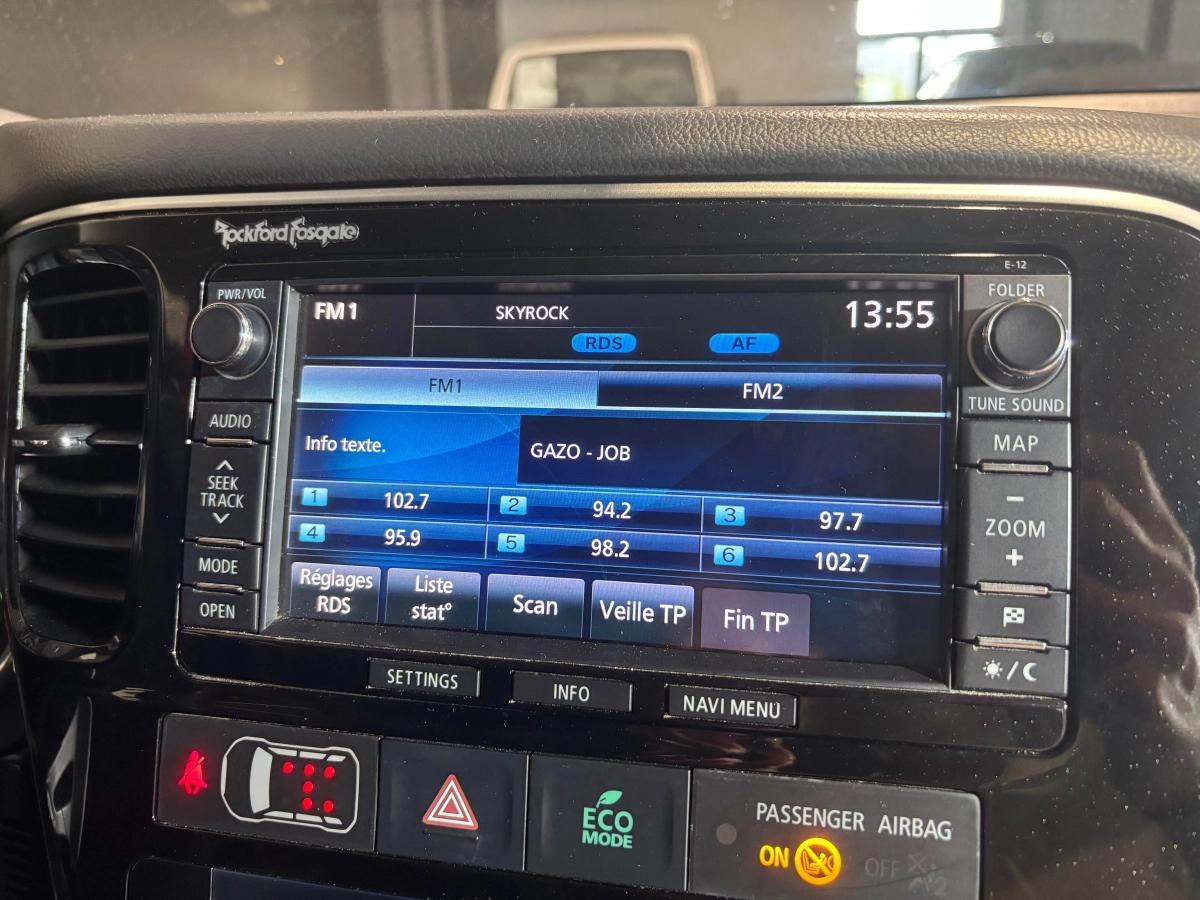 Rockford Fosgate
E-12
PWR/VOL
FM1 SKYROCK 13:55
FOLDER
RDS AF
FM1 FM2
TUNE SOUND
AUDIO
Info texte. GAZO - JOB
MAP
SEEK
TRACK
1 102.7 2 94.2 3 97.7
− ZOOM +
4 95.9 5 98.2 6 102.7
MODE
Réglages
RDS
Liste
stat°
Scan
Veille TP
Fin TP
OPEN
SETTINGS
INFO
NAVI MENU
ECO
MODE
PASSENGER AIRBAG
ON OFF
2